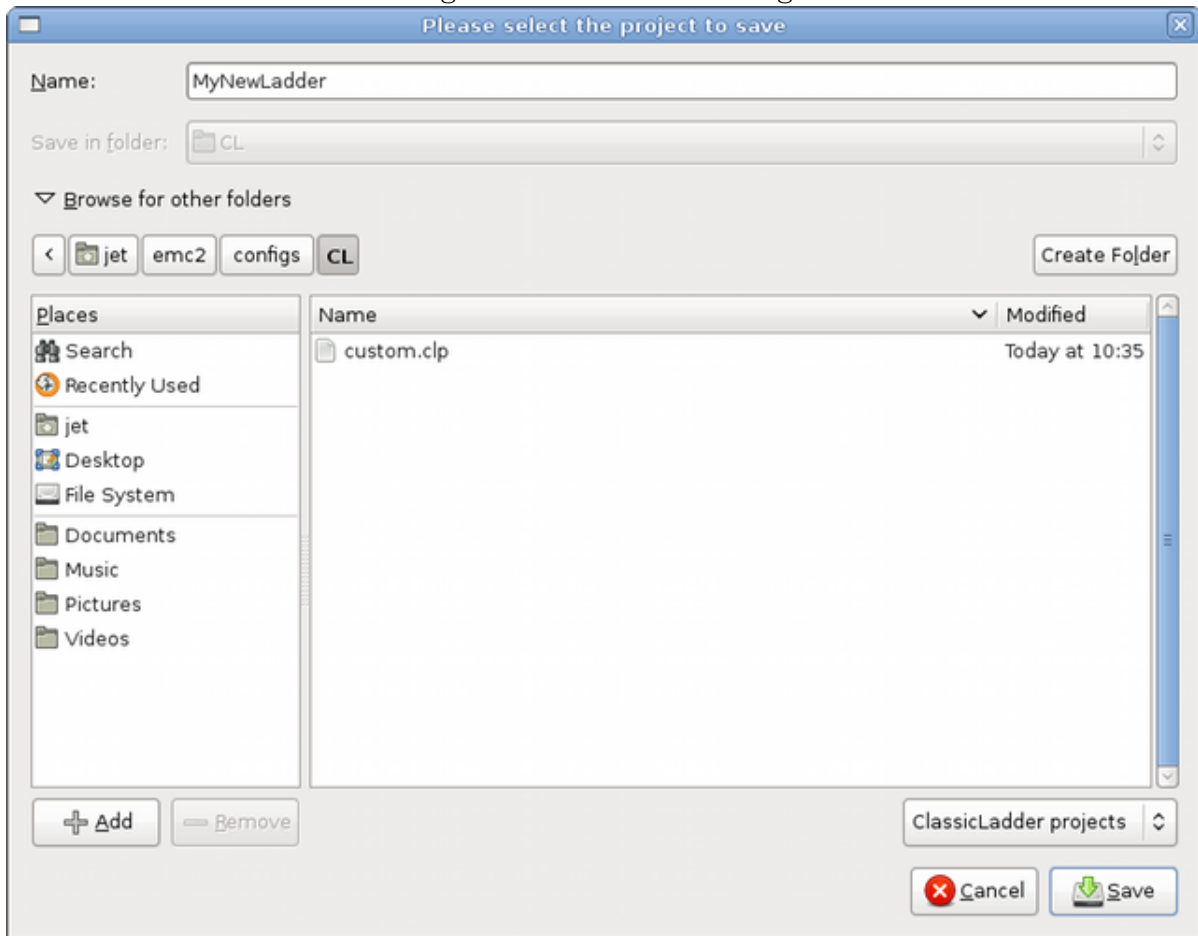 Please select the project to save
Name: MyNewLadder
Save in folder: CL
Browse for other folders
< jet emc2 configs CL Create Folder
Places Name Modified
Search custom.clp Today at 10:35
Recently Used
jet
Desktop
File System
Documents
Music
Pictures
Videos
Add Remove ClassicLadder projects
Cancel Save